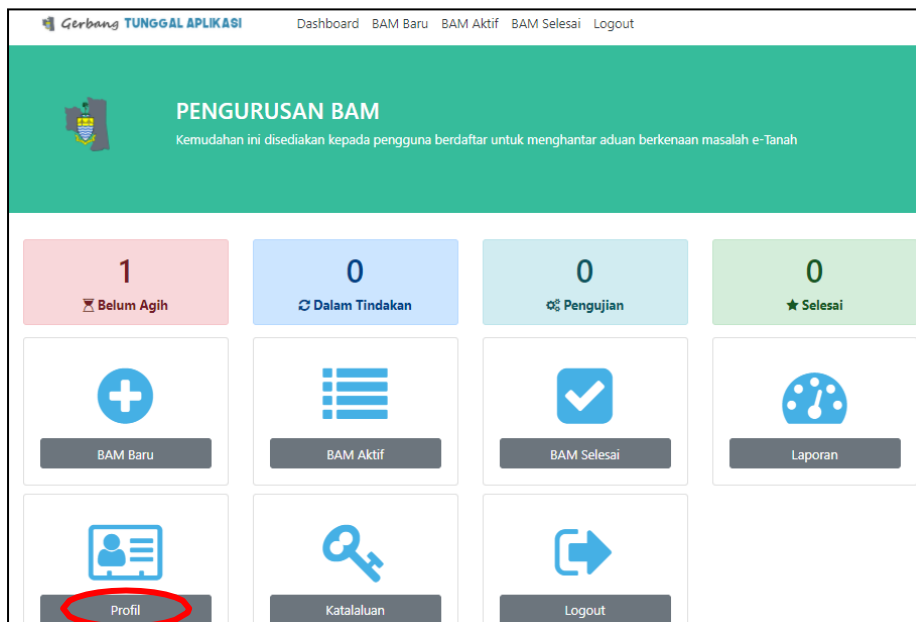 Gerbang TUNGGAL APLIKASI Dashboard BAM Baru BAM Aktif BAM Selesai Logout
PENGURUSAN BAM
Kemudahan ini disediakan kepada pengguna berdaftar untuk menghantar aduan berkenaan masalah e-Tanah
1 0 0 0
Belum Agih Dalam Tindakan Pengujian Selesai
BAM Baru BAM Aktif BAM Selesai Laporan
Profil Katalaluan Logout